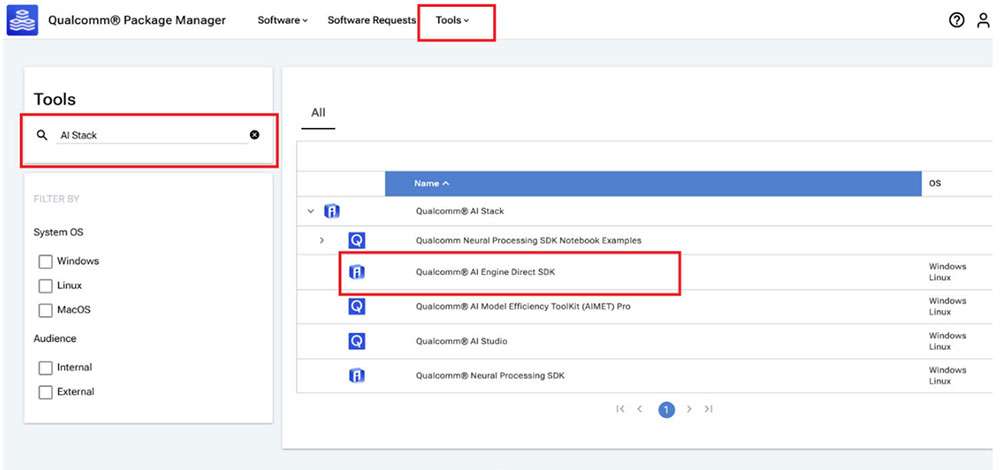 Qualcomm® Package Manager Software Software Requests Tools
Tools
AI Stack
FILTER BY
System OS
Windows
Linux
MacOS
Audience
Internal
External
All
Name OS
Qualcomm® AI Stack
Qualcomm Neural Processing SDK Notebook Examples
Qualcomm® AI Engine Direct SDK Windows
Linux
Qualcomm® AI Model Efficiency ToolKit (AIMET) Pro Windows
Linux
Qualcomm® AI Studio Windows
Linux
Qualcomm® Neural Processing SDK Windows
Linux
1